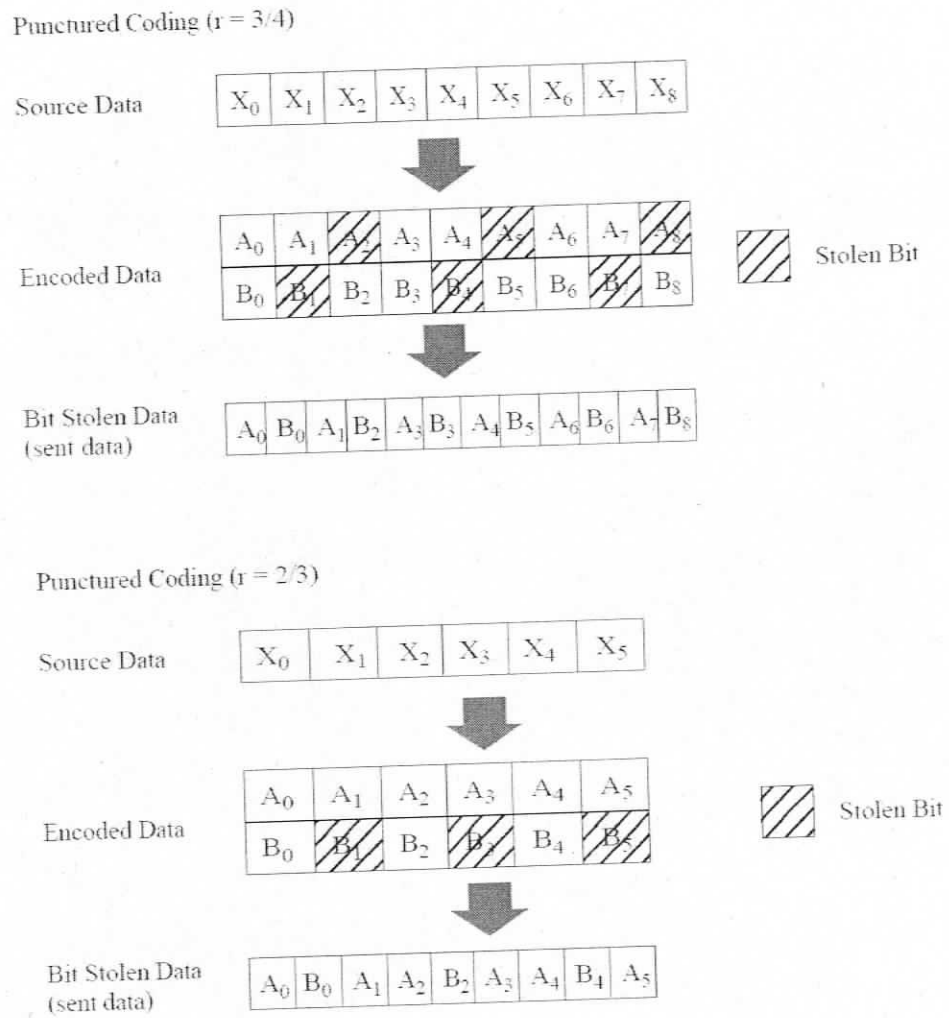 Punctured Coding (r = 3/4)
Source Data
X₀ X₁ X₂ X₃ X₄ X₅ X₆ X₇ X₈
A₀ A₁ A₂ A₃ A₄ A₅ A₆ A₇ A₈
Encoded Data
B₀ B₁ B₂ B₃ B₄ B₅ B₆ B₇ B₈
Stolen Bit
Bit Stolen Data
(sent data)
A₀ B₀ A₁ B₂ A₃ B₃ A₄ B₅ A₆ B₆ A₇ B₈
Punctured Coding (r = 2/3)
Source Data
X₀ X₁ X₂ X₃ X₄ X₅
A₀ A₁ A₂ A₃ A₄ A₅
Encoded Data
B₀ B₁ B₂ B₃ B₄ B₅
Stolen Bit
Bit Stolen Data
(sent data)
A₀ B₀ A₁ A₂ B₂ A₃ A₄ B₄ A₅